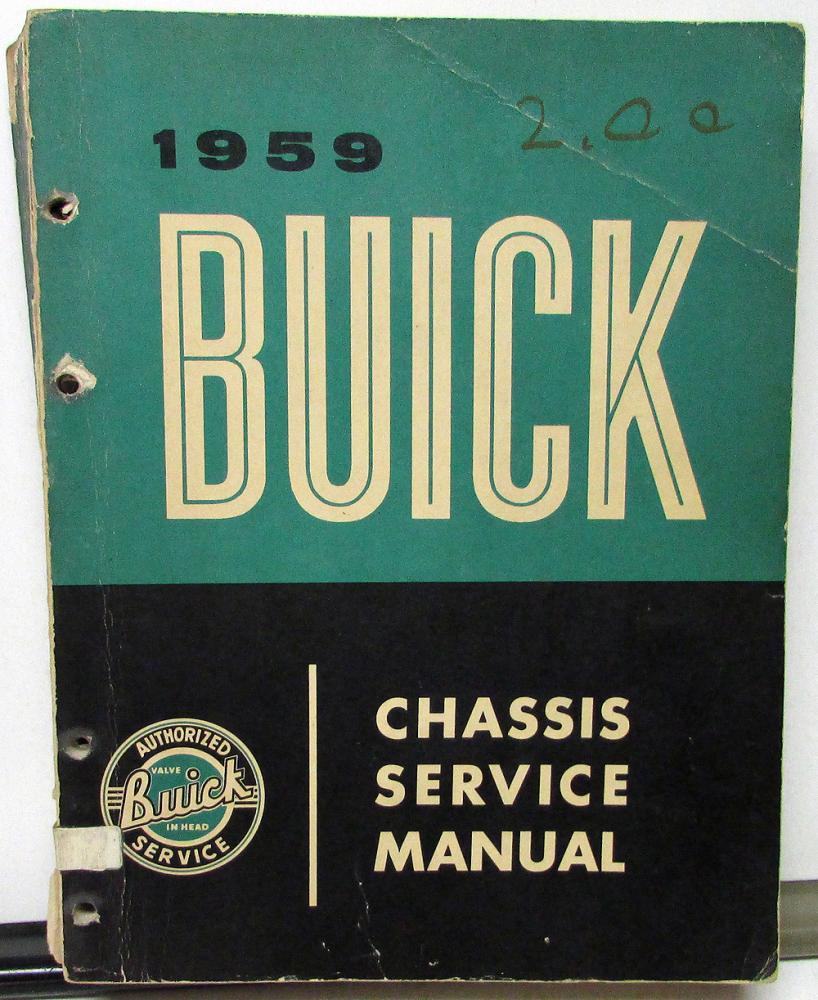 1959
2.00
BUICK
CHASSIS
SERVICE
MANUAL
AUTHORIZED
VALVE
Buick
IN HEAD
SERVICE